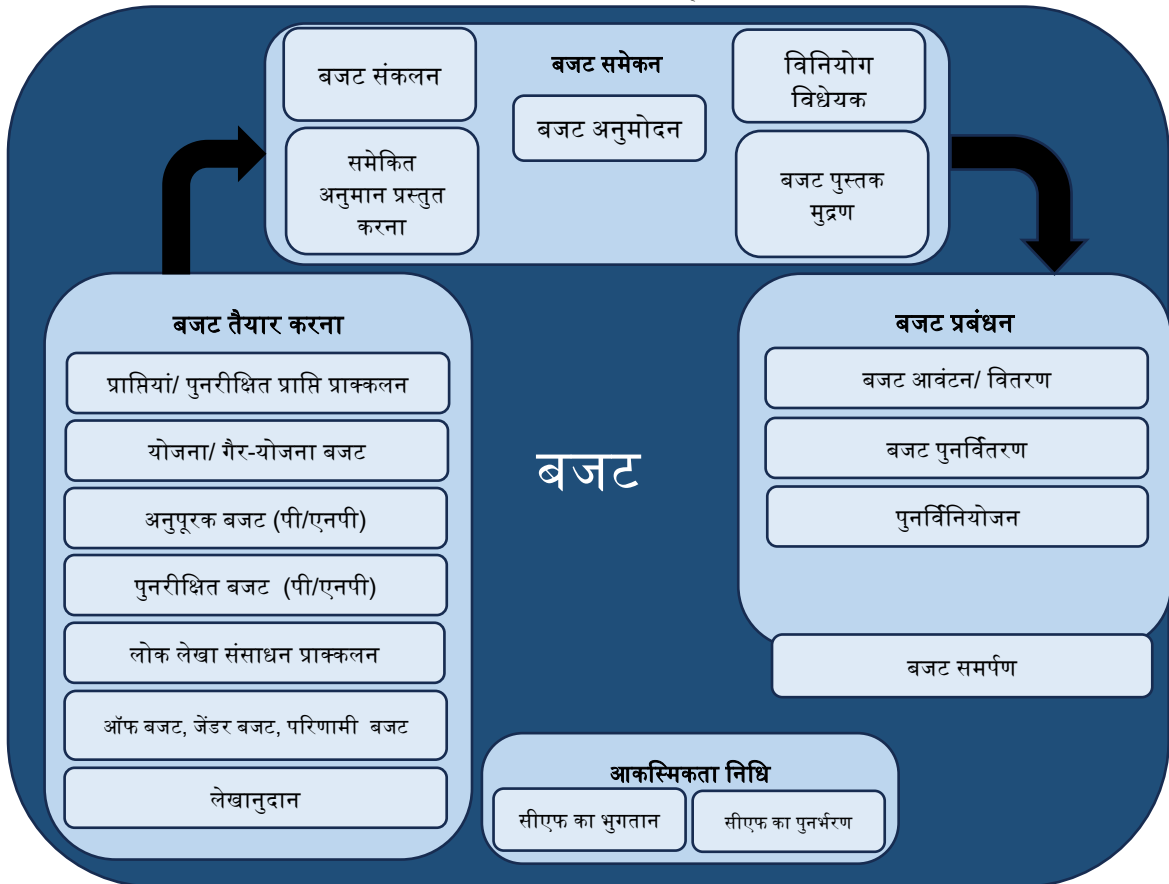 बजट समेकन
बजट संकलन
समेकित
अनुमान प्रस्तुत
करना
बजट अनुमोदन
विनियोग
विधेयक
बजट पुस्तक
मुद्रण
बजट तैयार करना
प्राप्तियां/ पुनरीक्षित प्राप्ति प्राक्कलन
योजना/ गैर-योजना बजट
अनुपूरक बजट (पी/एनपी)
पुनरीक्षित बजट (पी/एनपी)
लोक लेखा संसाधन प्राक्कलन
ऑफ बजट, जेंडर बजट, परिणामी बजट
लेखानुदान
बजट
बजट प्रबंधन
बजट आवंटन/ वितरण
बजट पुनर्वितरण
पुनर्विनियोजन
बजट समर्पण
आकस्मिकता निधि
सीएफ का भुगतान
सीएफ का पुनर्भरण